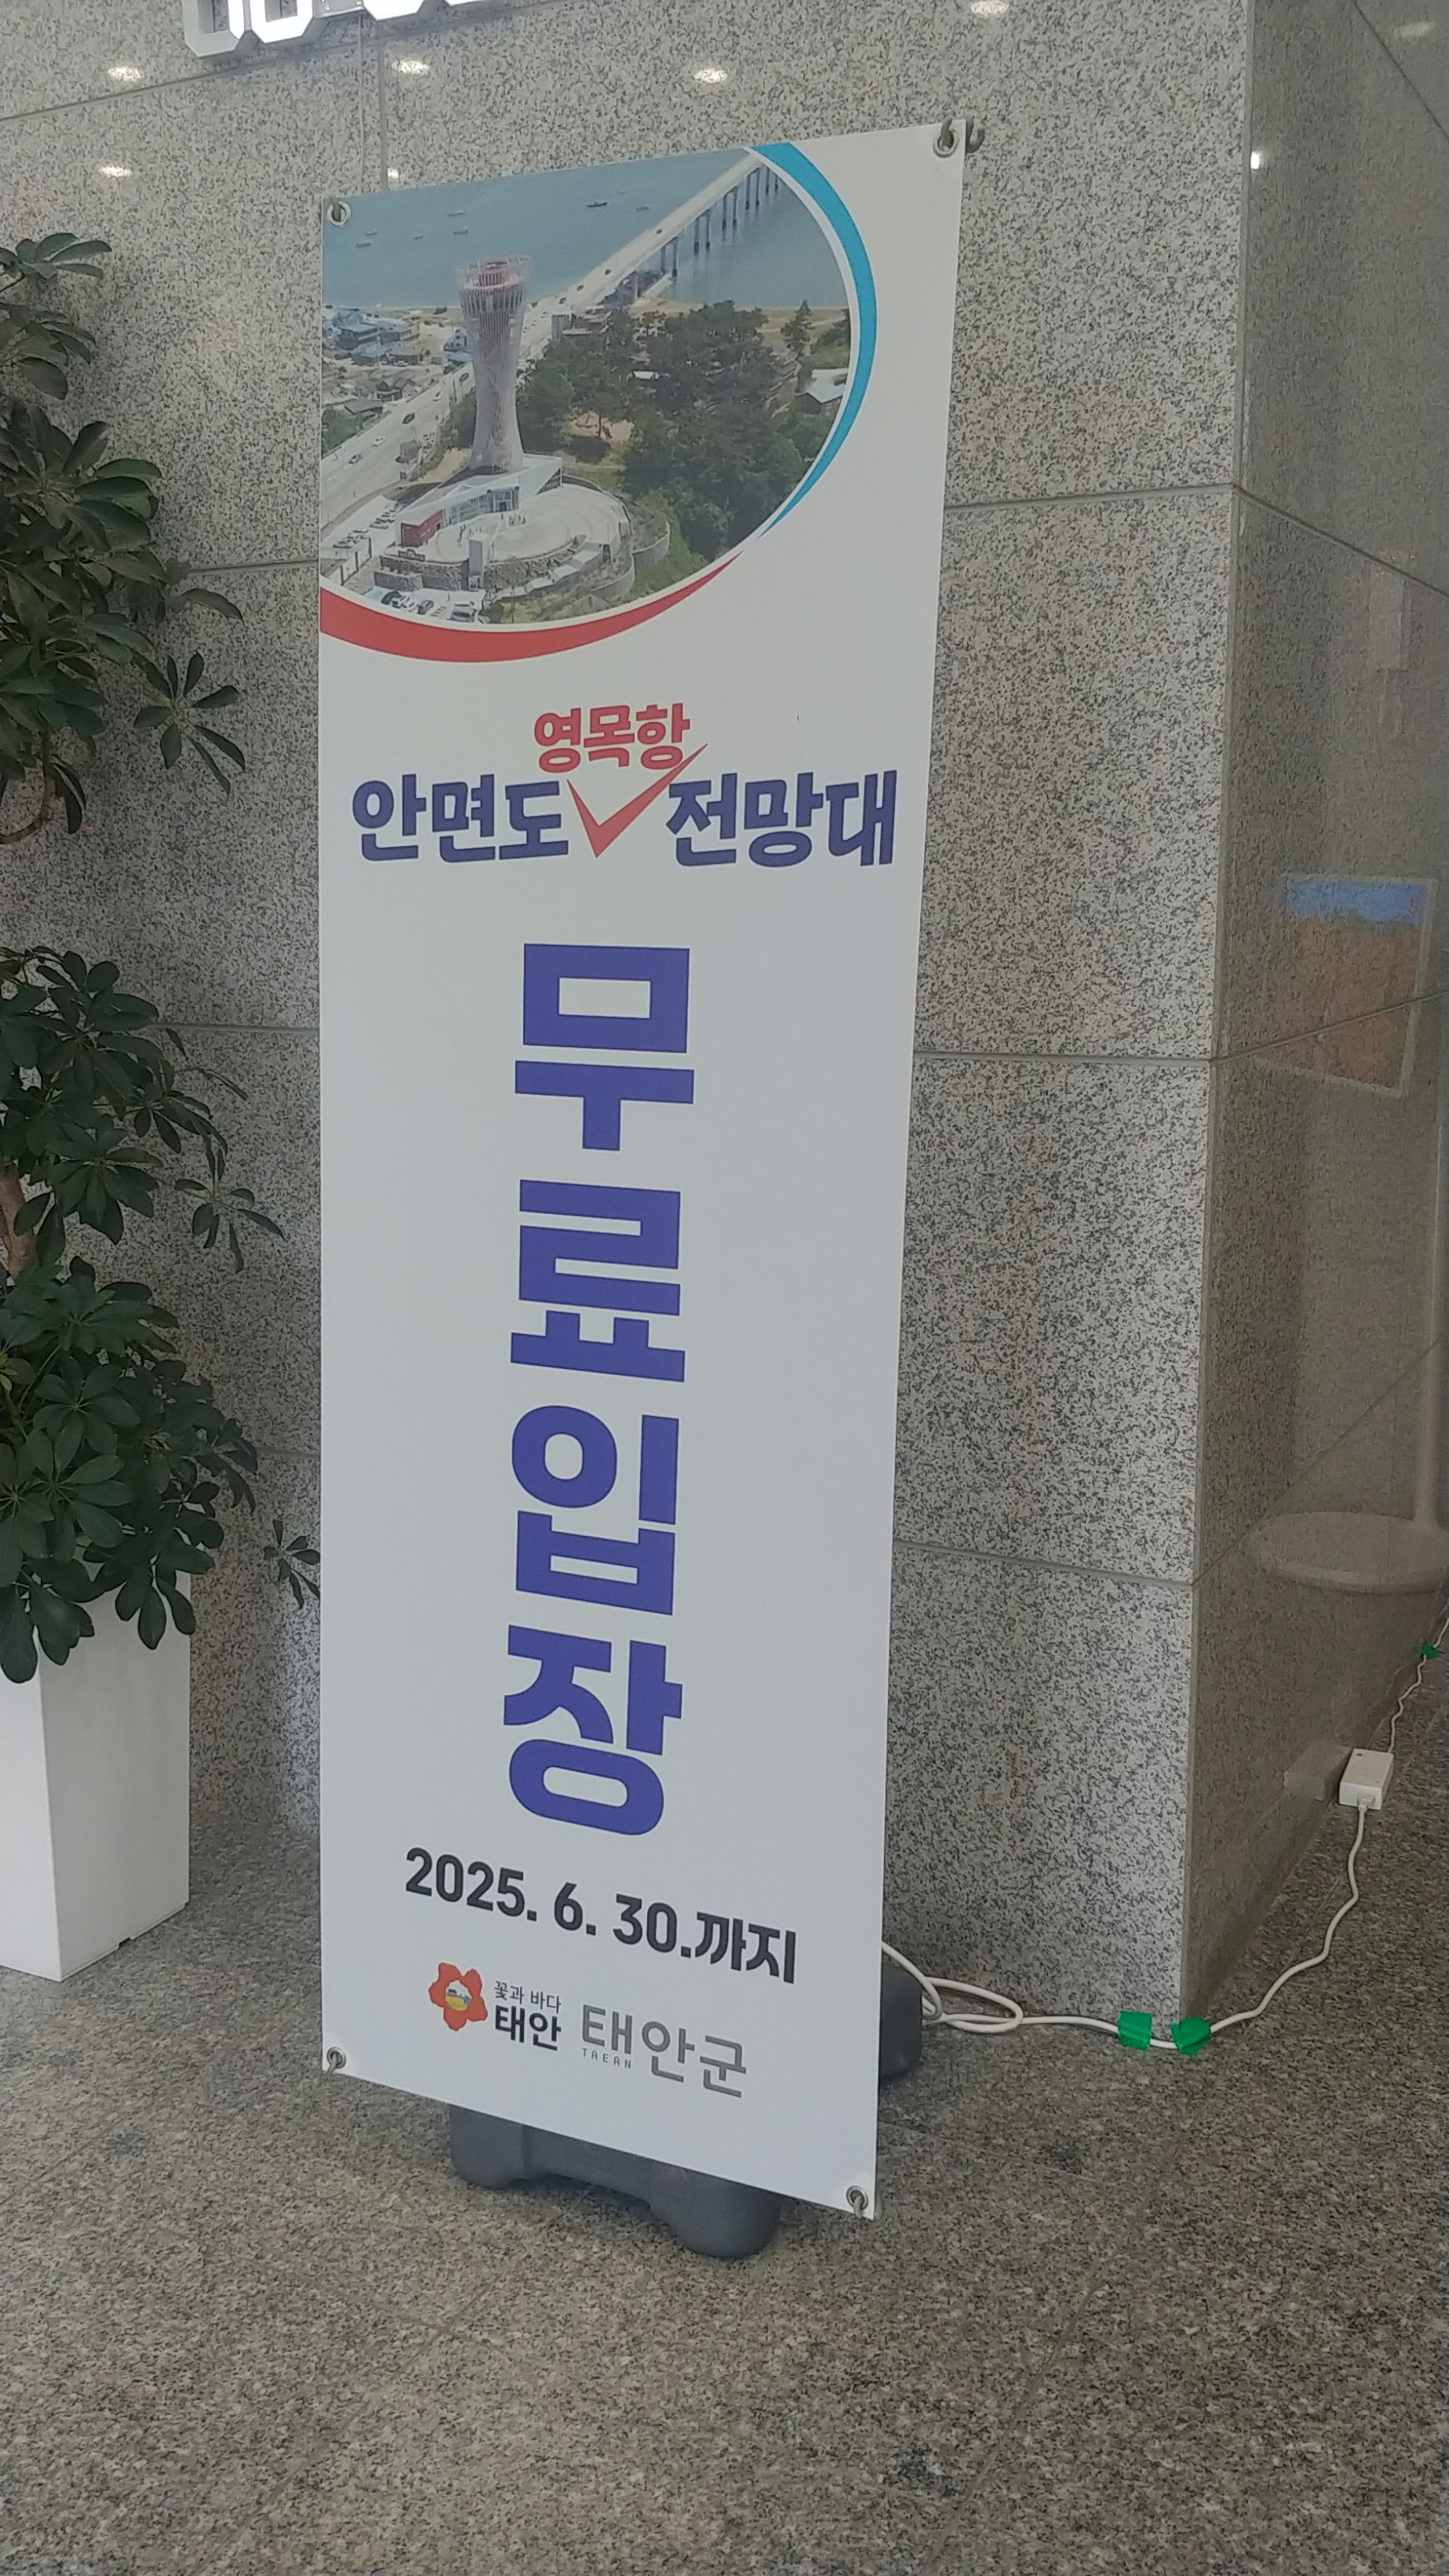 영목항
안면도 전망대
무료입장
2025. 6. 30.까지
꽃과 바다
태안
태안군
TAEAN